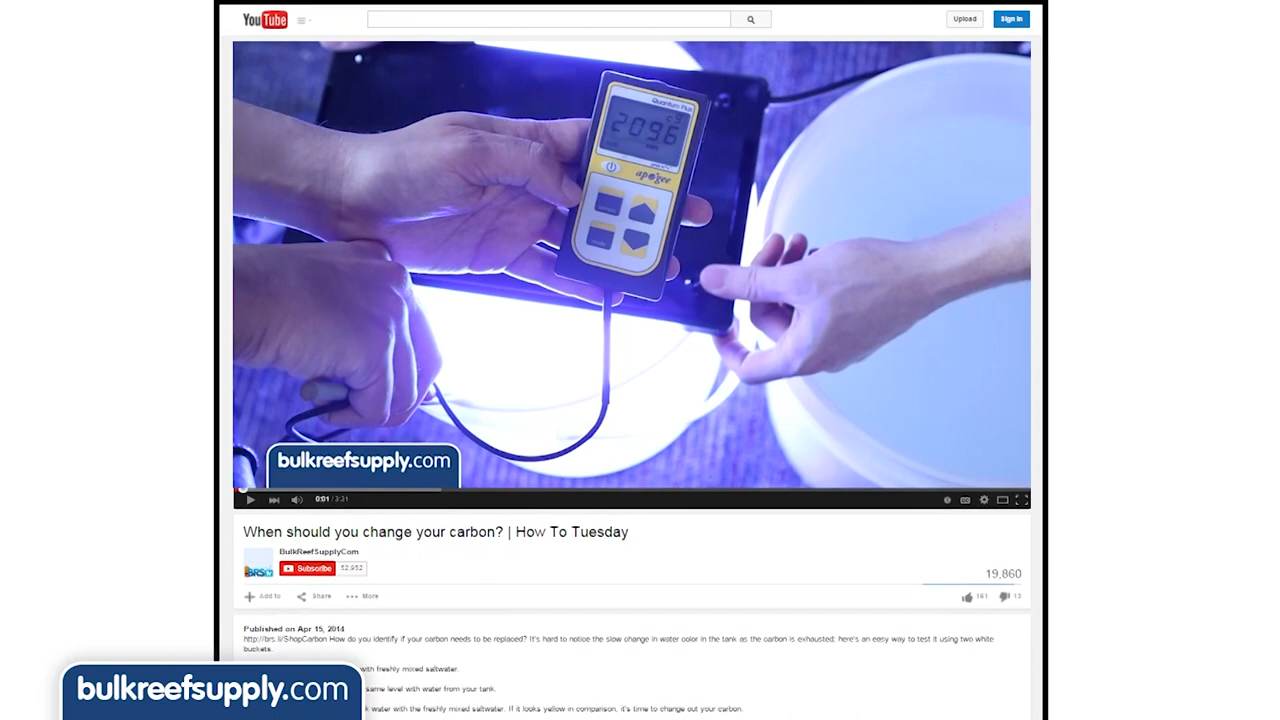 YouTube
Upload
Sign in
Quantum Flux
2096
apogee
mode
bulkreefsupply.com
0:01 / 3:31
When should you change your carbon? | How To Tuesday
BulkReefSupplyCom
BRStv
Subscribe 52,952
19,860
Add to Share More
161 13
Published on Apr 15, 2014
http://brs.li/ShopCarbon How do you identify if your carbon needs to be replaced? It's hard to notice the slow change in water color in the tank as the carbon is exhausted; here's an easy way to test it using two white
buckets.
with freshly mixed saltwater.
same level with water from your tank.
water with the freshly mixed saltwater. If it looks yellow in comparison, it's time to change out your carbon.
bulkreefsupply.com